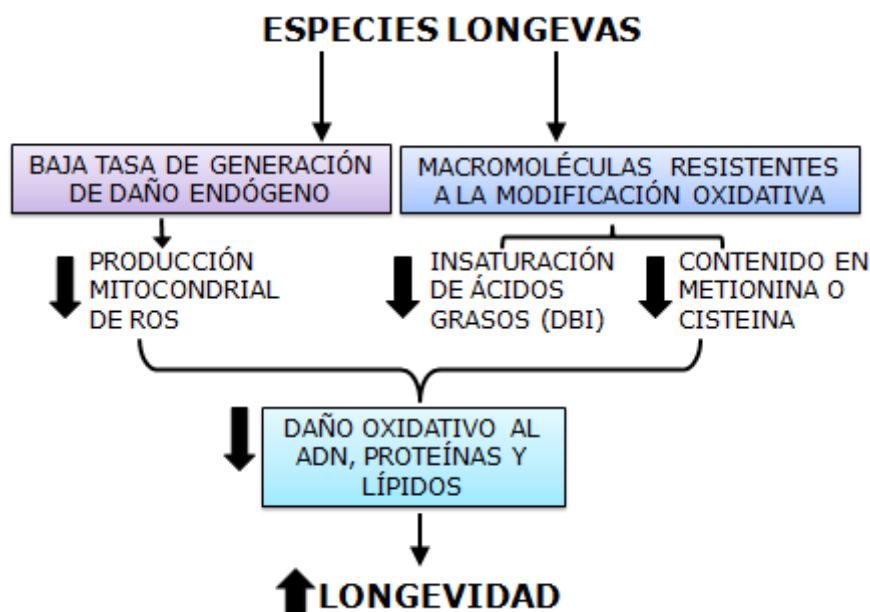 ESPECIES LONGEVAS
BAJA TASA DE GENERACIÓN
DE DAÑO ENDÓGENO
MACROMOLÉCULAS RESISTENTES
A LA MODIFICACIÓN OXIDATIVA
PRODUCCIÓN
MITOCONDRIAL
DE ROS
INSATURACIÓN
DE ÁCIDOS
GRASOS (DBI)
CONTENIDO EN
METIONINA O
CISTEINA
DAÑO OXIDATIVO AL
ADN, PROTEÍNAS Y
LÍPIDOS
LONGEVIDAD